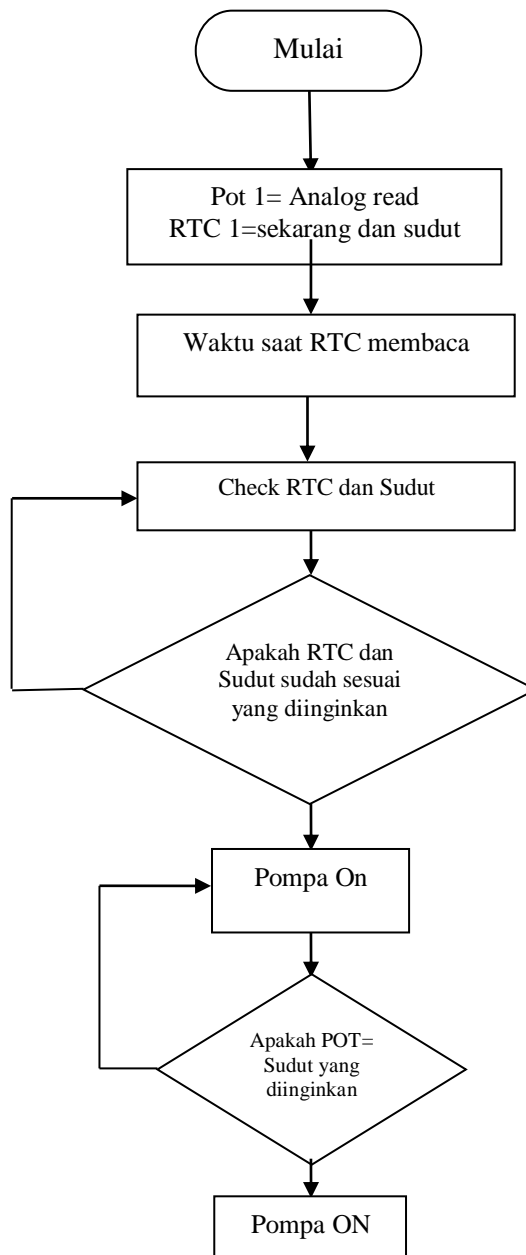 Mulai
Pot 1= Analog read
RTC 1=sekarang dan sudut
Waktu saat RTC membaca
Check RTC dan Sudut
Apakah RTC dan
Sudut sudah sesuai
yang diinginkan
Pompa On
Apakah POT=
Sudut yang
diinginkan
Pompa ON